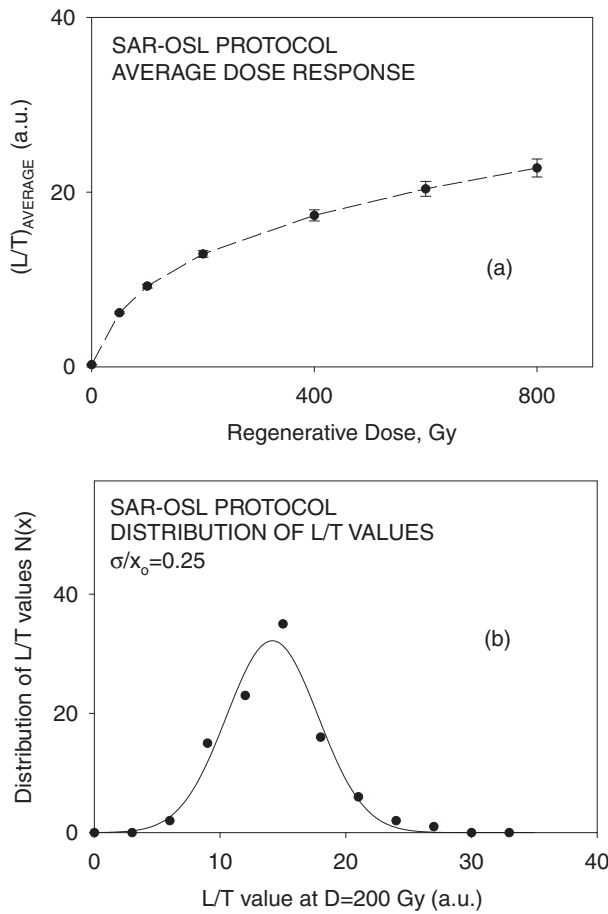 40
SAR-OSL PROTOCOL
AVERAGE DOSE RESPONSE
(L/T)AVERAGE (a.u.)
20
(a)
0
0 400 800
Regenerative Dose, Gy
SAR-OSL PROTOCOL
DISTRIBUTION OF L/T VALUES
σ/xo=0.25
Distribution of L/T values N(x)
40
(b)
20
0
0 10 20 30 40
L/T value at D=200 Gy (a.u.)